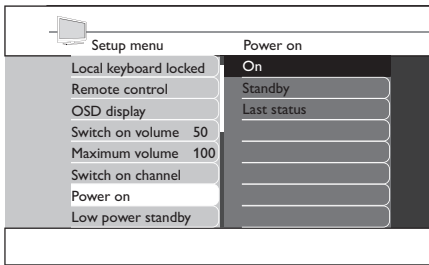 Setup menu
Power on
Local keyboard locked
On
Remote control
Standby
OSD display
Last status
Switch on volume 50
Maximum volume 100
Switch on channel
Power on
Low power standby